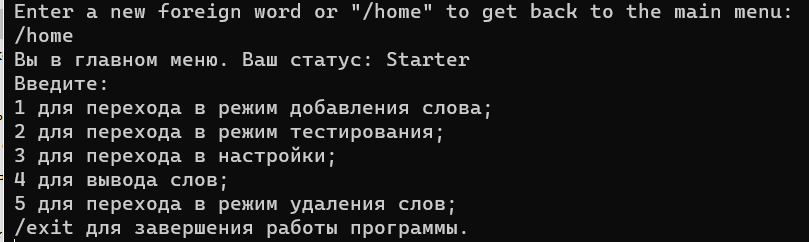 Enter a new foreign word or "/home" to get back to the main menu:
/home
Вы в главном меню. Ваш статус: Starter
Введите:
1 для перехода в режим добавления слова;
2 для перехода в режим тестирования;
3 для перехода в настройки;
4 для вывода слов;
5 для перехода в режим удаления слов;
/exit для завершения работы программы.